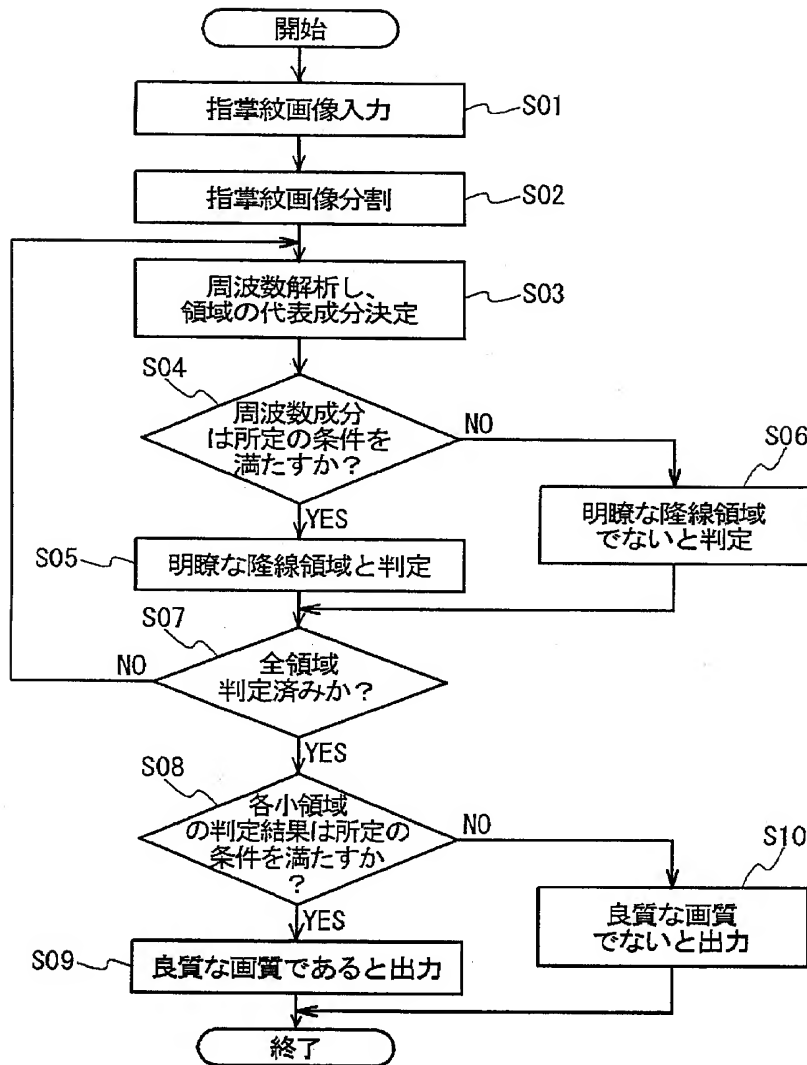 開始
指掌紋画像入力
S01
指掌紋画像分割
S02
周波数解析し、
領域の代表成分決定
S03
S04
周波数成分
は所定の条件を
満たすか？
NO
YES
S06
明瞭な隆線領域
でないと判定
S05
明瞭な隆線領域と判定
S07
NO
全領域
判定済みか？
YES
S08
各小領域
の判定結果は所定の
条件を満たすか
？
NO
YES
S10
良質な画質
でないと出力
S09
良質な画質であると出力
終了